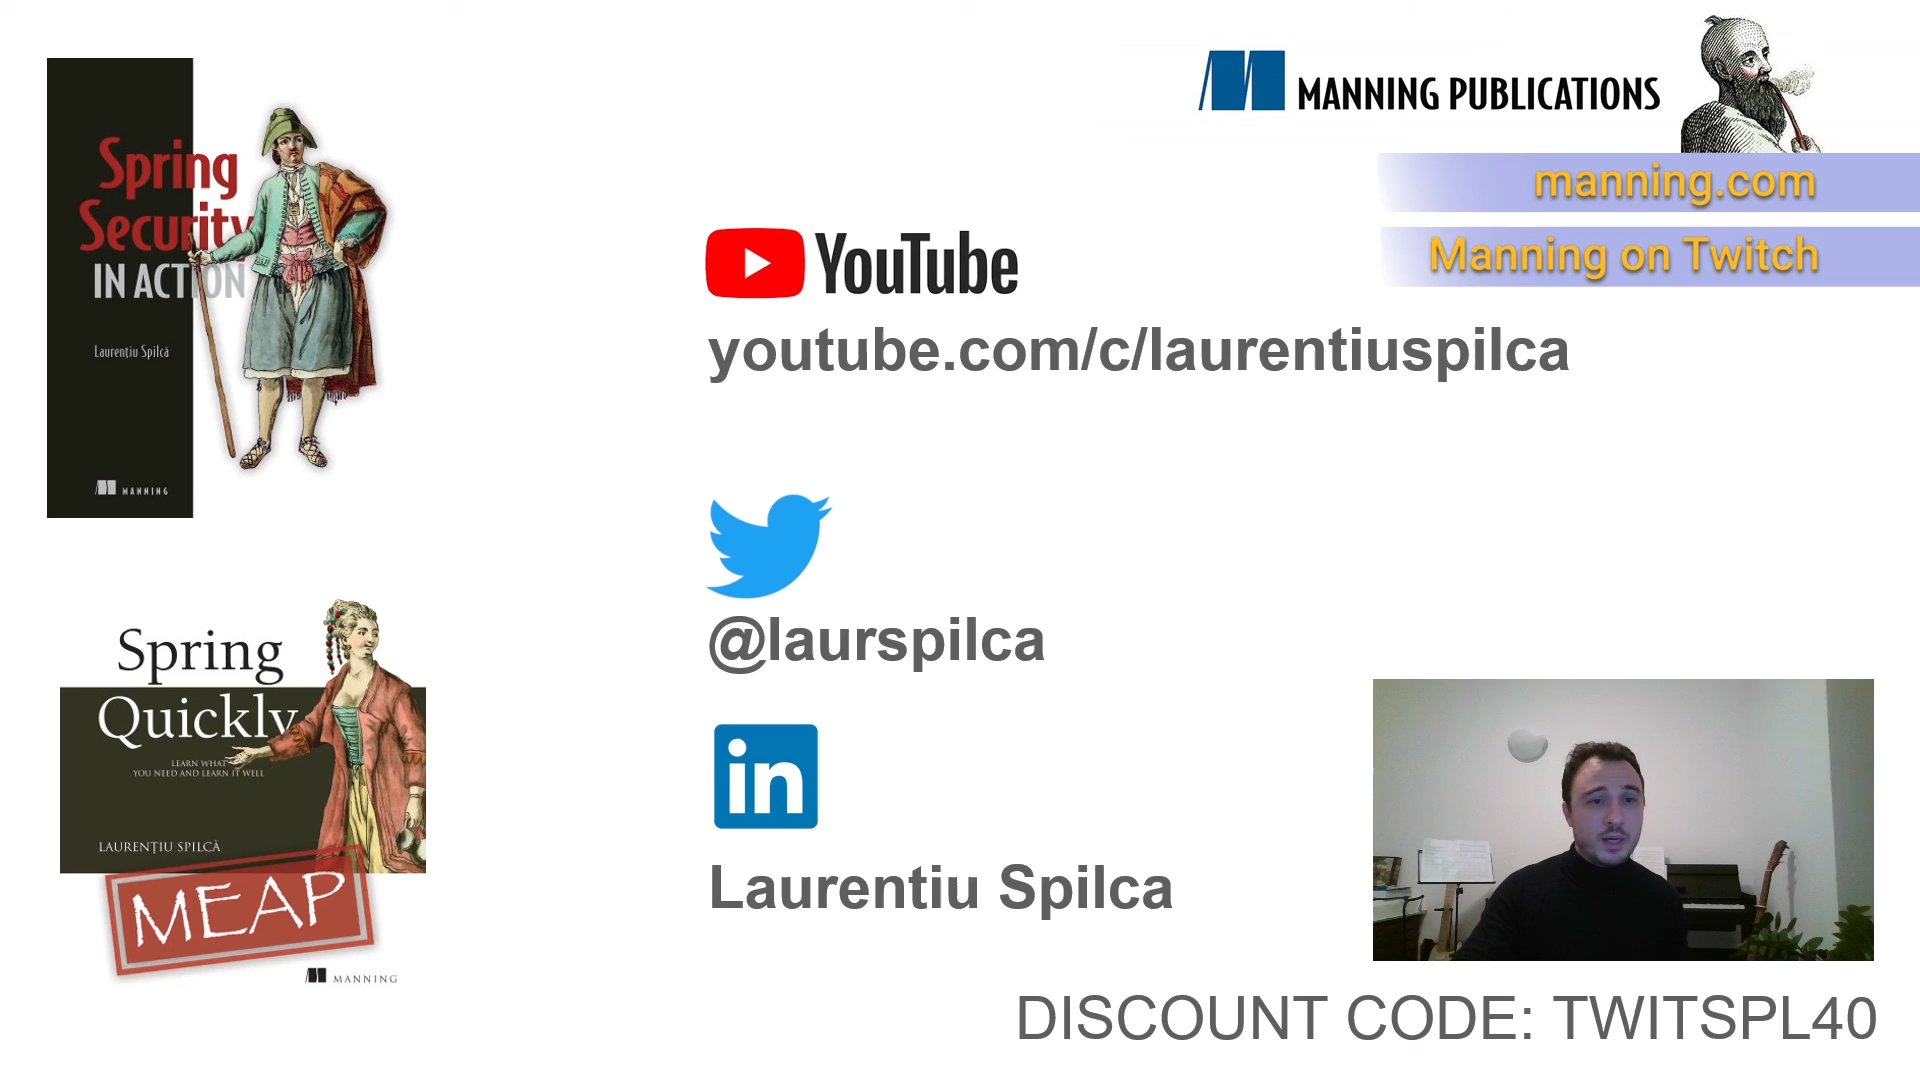 Spring
Security
IN ACTION
Laurențiu Spilcă
MANNING
Spring
Quickly
LEARN WHAT
YOU NEED AND LEARN IT WELL
LAURENȚIU SPILCĂ
MEAP
MANNING
YouTube
youtube.com/c/laurentiuspilca
@laurspilca
in
Laurentiu Spilca
MANNING PUBLICATIONS
manning.com
Manning on Twitch
DISCOUNT CODE: TWITSPL40